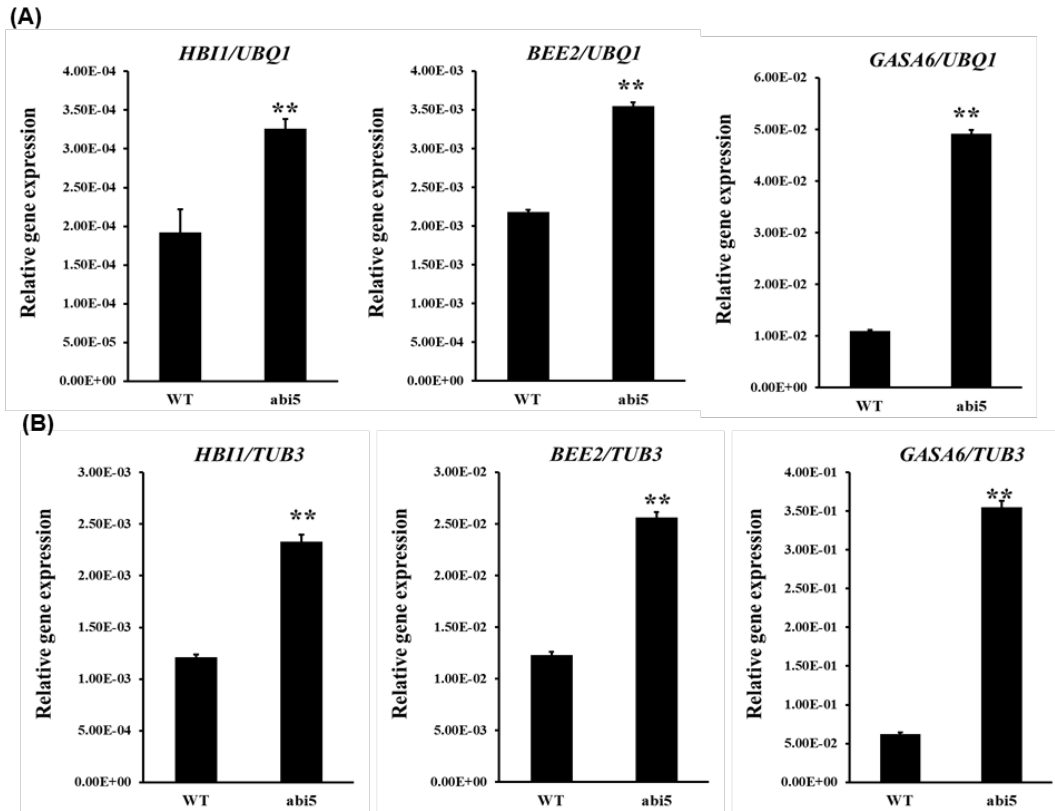 (A)
HBI1/UBQ1
Relative gene expression
4.00E-04
3.50E-04
3.00E-04
2.50E-04
2.00E-04
1.50E-04
1.00E-04
5.00E-05
0.00E+00
**
WT abi5
BEE2/UBQ1
Relative gene expression
4.00E-03
3.50E-03
3.00E-03
2.50E-03
2.00E-03
1.50E-03
1.00E-03
5.00E-04
0.00E+00
**
WT abi5
GASA6/UBQ1
Relative gene expression
6.00E-02
5.00E-02
4.00E-02
3.00E-02
2.00E-02
1.00E-02
0.00E+00
**
WT abi5
(B)
HBI1/TUB3
Relative gene expression
3.00E-03
2.50E-03
2.00E-03
1.50E-03
1.00E-03
5.00E-04
0.00E+00
**
WT abi5
BEE2/TUB3
Relative gene expression
3.00E-02
2.50E-02
2.00E-02
1.50E-02
1.00E-02
5.00E-03
0.00E+00
**
WT abi5
GASA6/TUB3
Relative gene expression
4.00E-01
3.50E-01
3.00E-01
2.50E-01
2.00E-01
1.50E-01
1.00E-01
5.00E-02
0.00E+00
**
WT abi5